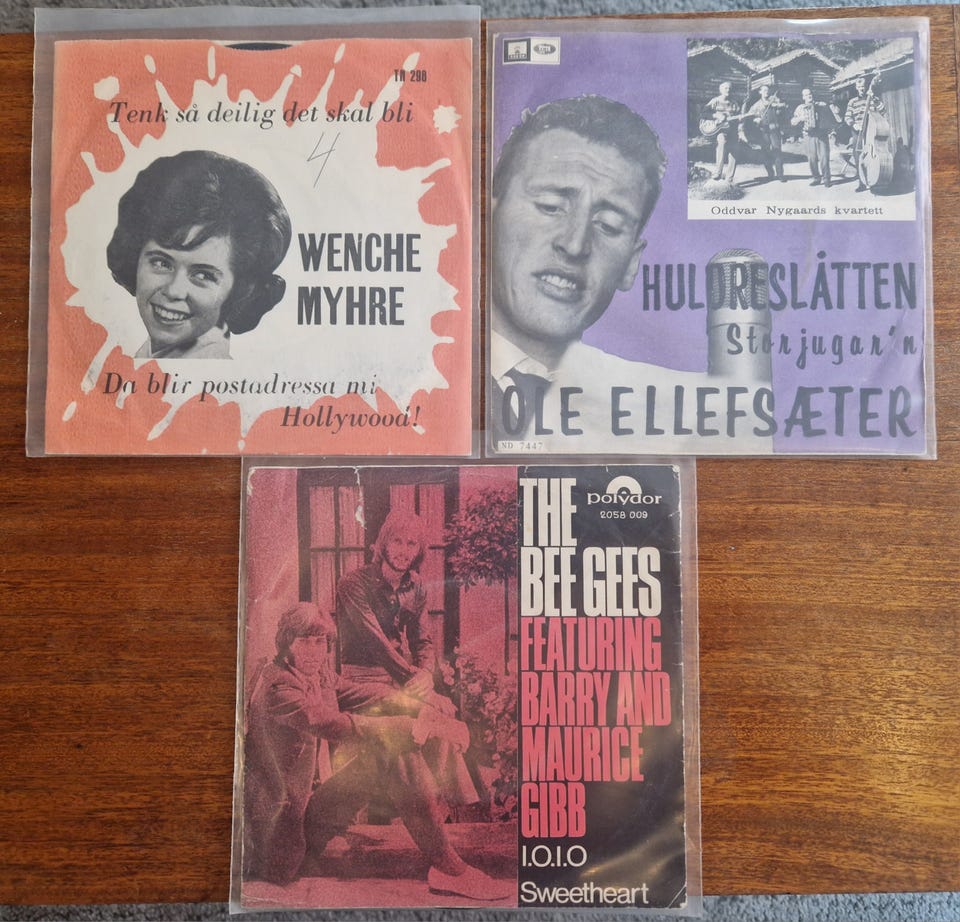 TR 298
Tenk så deilig det skal bli
4
WENCHE
MYHRE
Da blir postadressa mi
Hollywood!
Oddvar Nygaards kvartett
HULDRESLÅTTEN
Storjugar'n
OLE ELLEFSÆTER
ND 7447
THE
BEE GEES
FEATURING
BARRY AND
MAURICE
GIBB
I.O.I.O
Sweetheart
polydor
2058 009